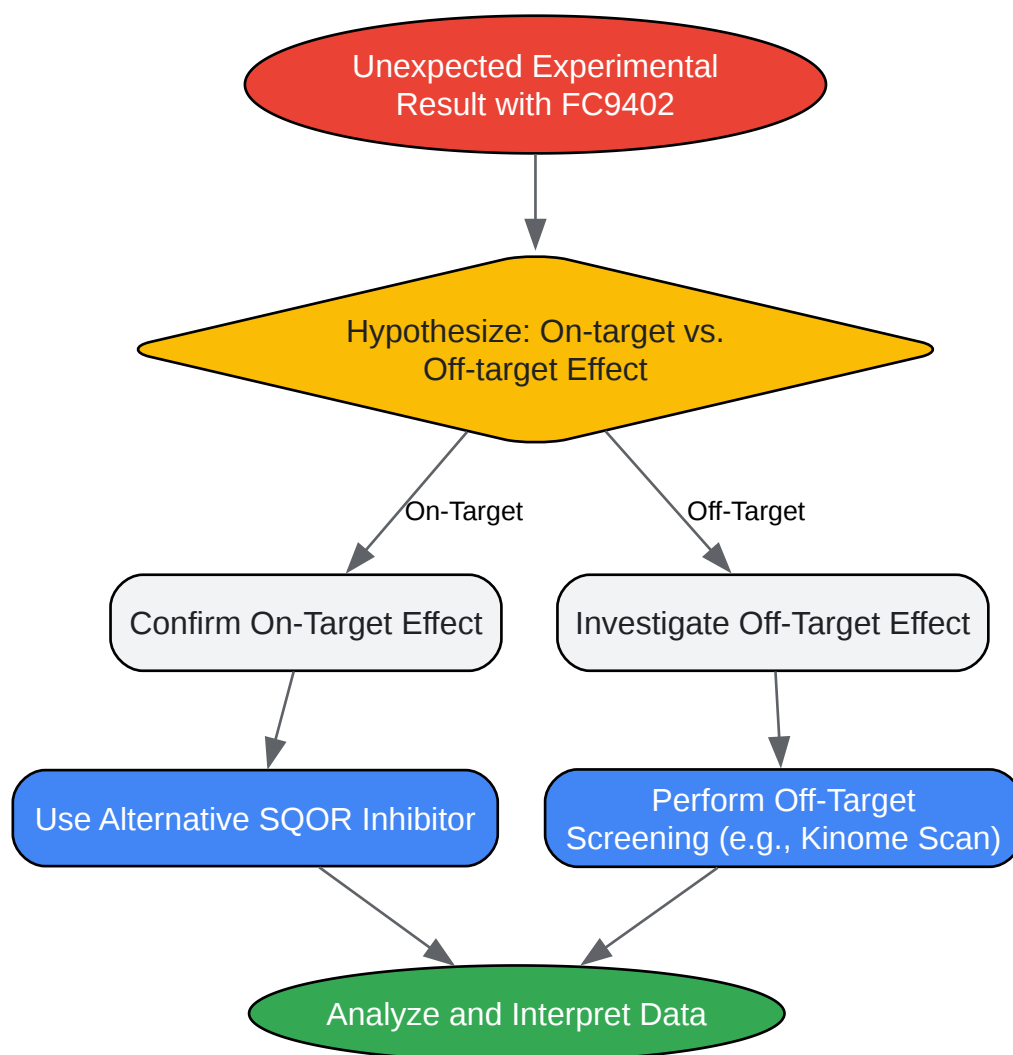 Unexpected Experimental
Result with FC9402
Hypothesize: On-target vs.
Off-target Effect
On-Target
Off-Target
Confirm On-Target Effect
Investigate Off-Target Effect
Use Alternative SQOR Inhibitor
Perform Off-Target
Screening (e.g., Kinome Scan)
Analyze and Interpret Data